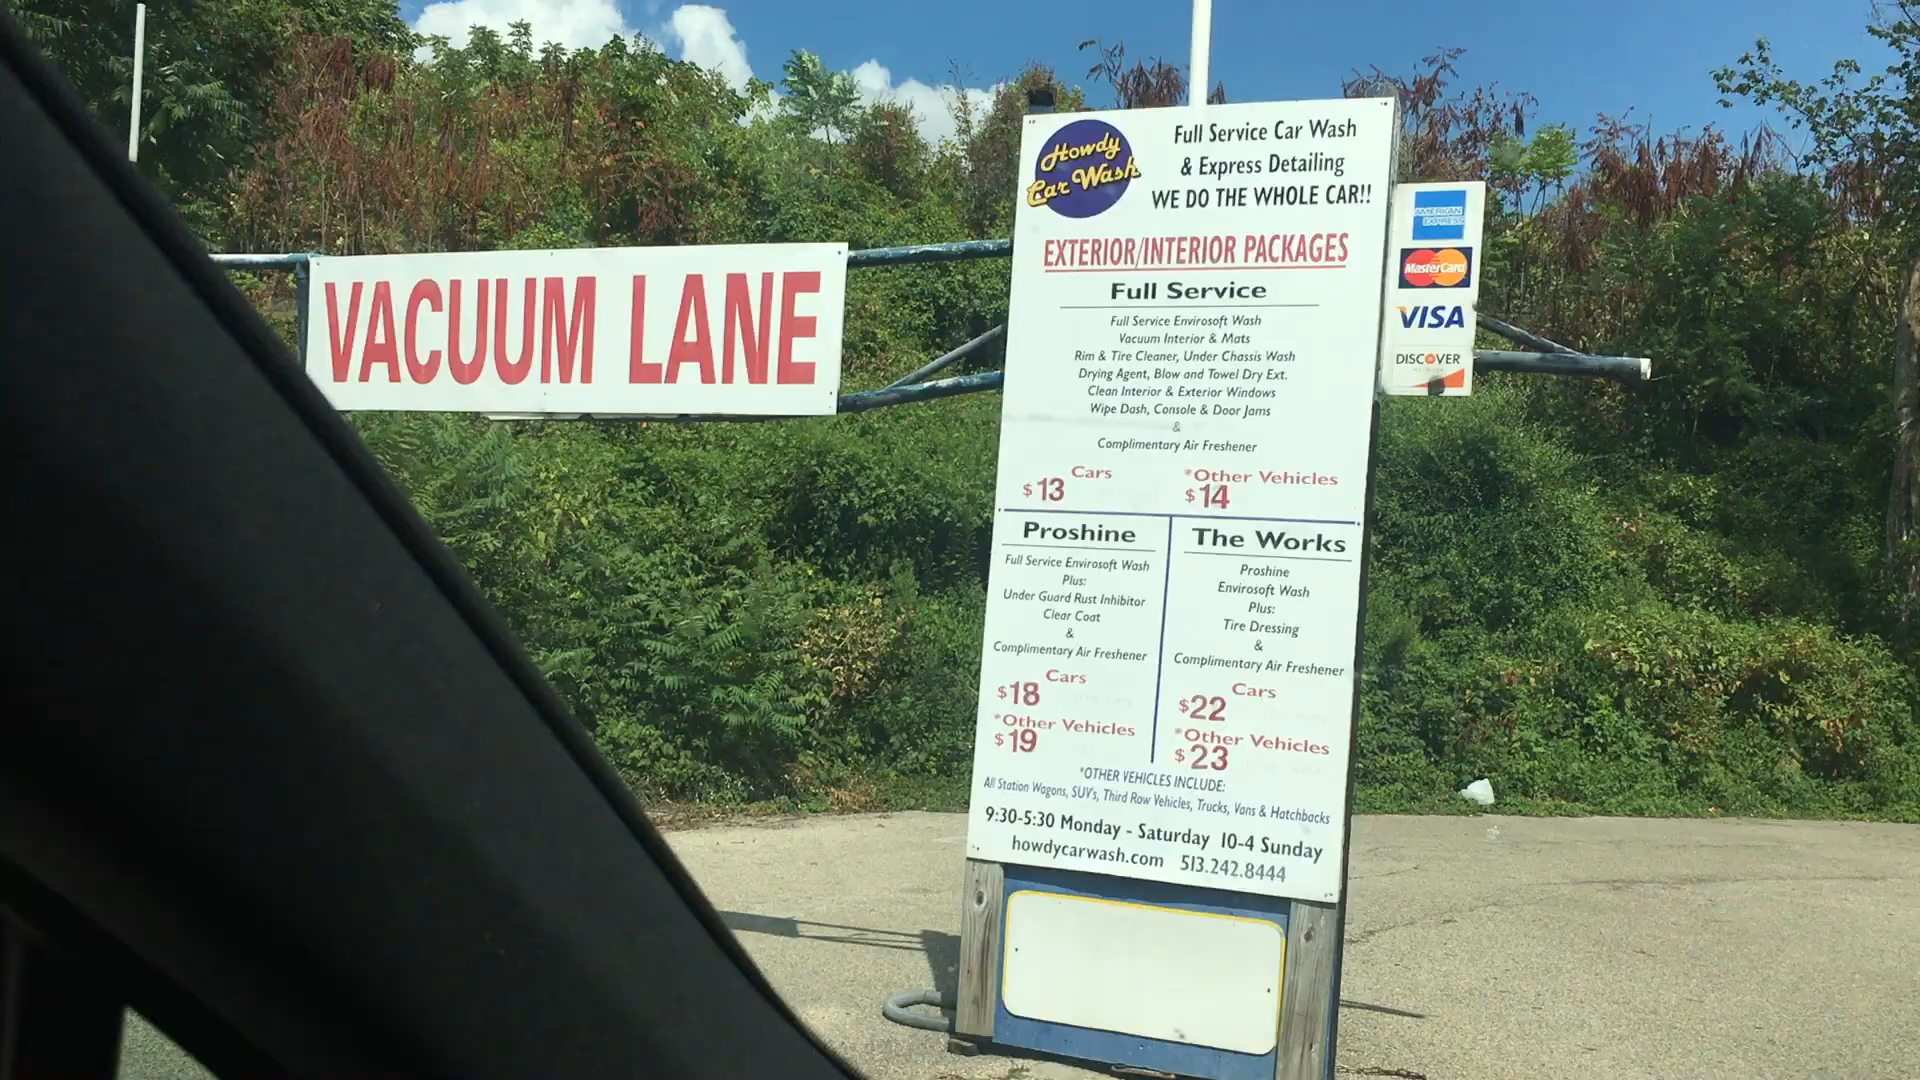 VACUUM LANE
Howdy
Car Wash
Full Service Car Wash
& Express Detailing
WE DO THE WHOLE CAR!!
EXTERIOR/INTERIOR PACKAGES
Full Service
Full Service Envirosoft Wash
Vacuum Interior & Mats
Rim & Tire Cleaner, Under Chassis Wash
Drying Agent, Blow and Towel Dry Ext.
Clean Interior & Exterior Windows
Wipe Dash, Console & Door Jams
&
Complimentary Air Freshener
Cars
$13
*Other Vehicles
$14
Proshine
Full Service Envirosoft Wash
Plus:
Under Guard Rust Inhibitor
Clear Coat
&
Complimentary Air Freshener
Cars
$18
*Other Vehicles
$19
The Works
Proshine
Envirosoft Wash
Plus:
Tire Dressing
&
Complimentary Air Freshener
Cars
$22
*Other Vehicles
$23
*OTHER VEHICLES INCLUDE:
All Station Wagons, SUV's, Third Row Vehicles, Trucks, Vans & Hatchbacks
9:30-5:30 Monday - Saturday 10-4 Sunday
howdycarwash.com 513.242.8444
AMERICAN
EXPRESS
MasterCard
VISA
DISCOVER